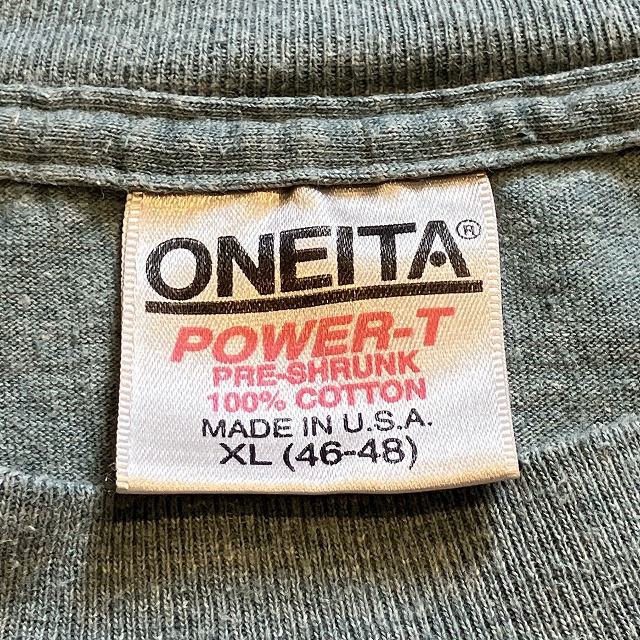 ONEITA®
POWER-T
PRE-SHRUNK
100% COTTON
MADE IN U.S.A.
XL (46-48)